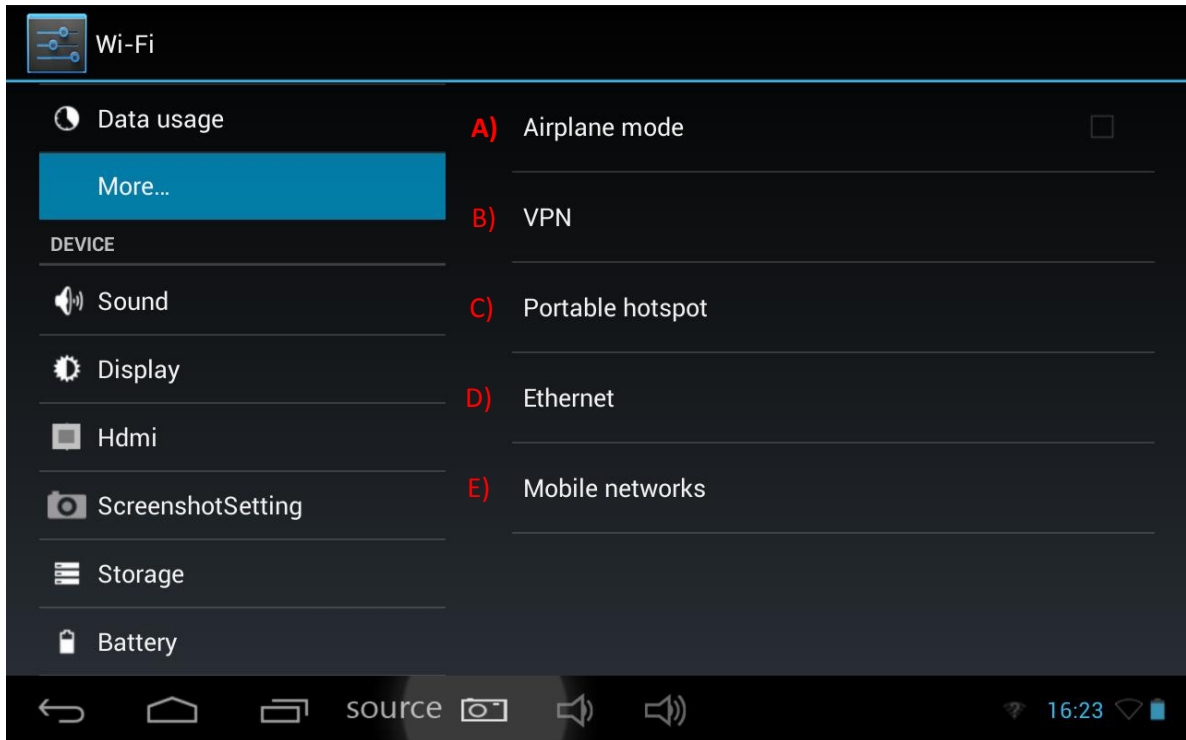 Wi-Fi
Data usage
More...
DEVICE
Sound
Display
Hdmi
ScreenshotSetting
Storage
Battery
A) Airplane mode
B) VPN
C) Portable hotspot
D) Ethernet
E) Mobile networks
source
16:23